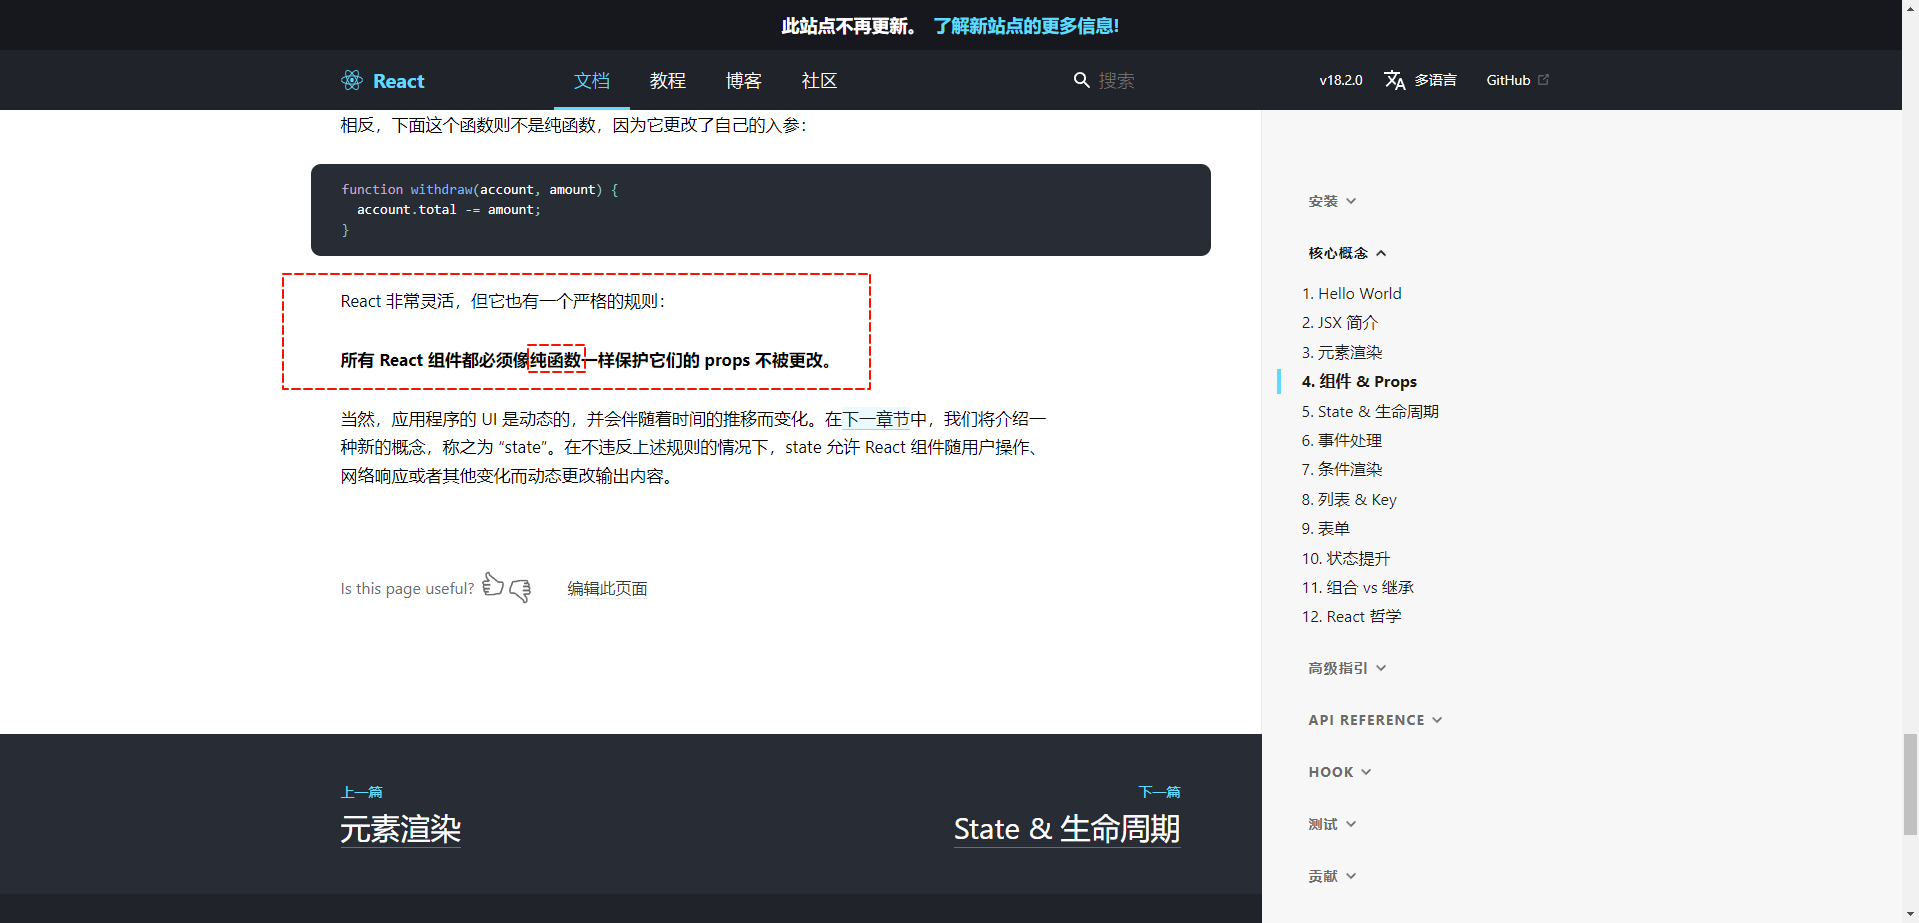 此站点不再更新。 了解新站点的更多信息!
React 文档 教程 博客 社区 搜索 v18.2.0 多语言 GitHub
相反，下面这个函数则不是纯函数，因为它更改了自己的入参：
function withdraw(account, amount) {
  account.total -= amount;
}
React 非常灵活，但它也有一个严格的规则：
所有 React 组件都必须像纯函数一样保护它们的 props 不被更改。
当然，应用程序的 UI 是动态的，并会伴随着时间的推移而变化。在下一章节中，我们将介绍一
种新的概念，称之为 “state”。在不违反上述规则的情况下，state 允许 React 组件随用户操作、
网络响应或者其他变化而动态更改输出内容。
Is this page useful? 编辑此页面
上一篇
元素渲染
下一篇
State & 生命周期
安装
核心概念
1. Hello World
2. JSX 简介
3. 元素渲染
4. 组件 & Props
5. State & 生命周期
6. 事件处理
7. 条件渲染
8. 列表 & Key
9. 表单
10. 状态提升
11. 组合 vs 继承
12. React 哲学
高级指引
API REFERENCE
HOOK
测试
贡献